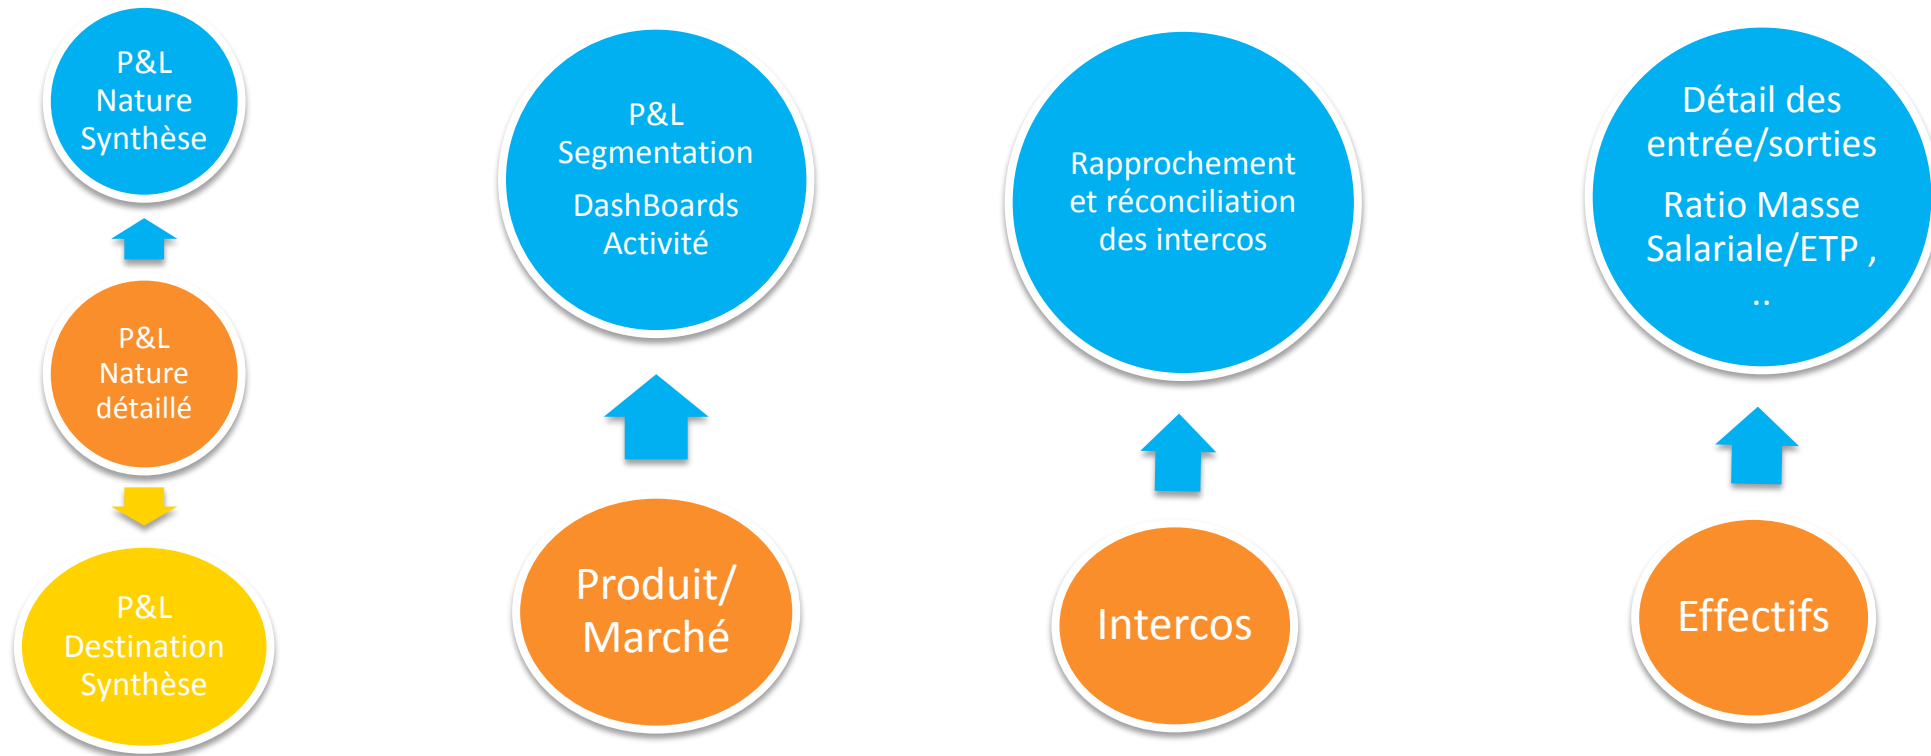 P&L
Nature
Synthèse
P&L
Nature
détaillé
P&L
Destination
Synthèse
P&L
Segmentation
DashBoards
Activité
Produit/
Marché
Rapprochement
et réconciliation
des intercos
Intercos
Détail des
entrée/sorties
Ratio Masse
Salariale/ETP ,
..
Effectifs